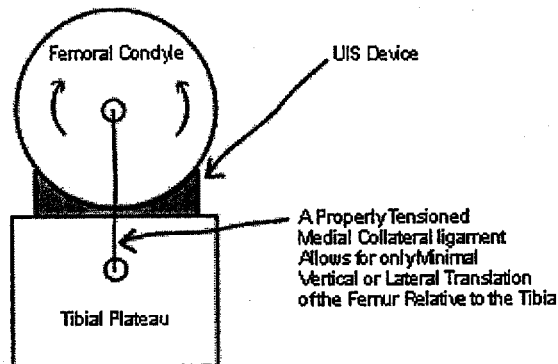 Femoral Condyle
UIS Device
A Properly Tensioned
Medial Collateral ligament
Allows for only Minimal
Vertical or Lateral Translation
of the Femur Relative to the Tibia
Tibial Plateau